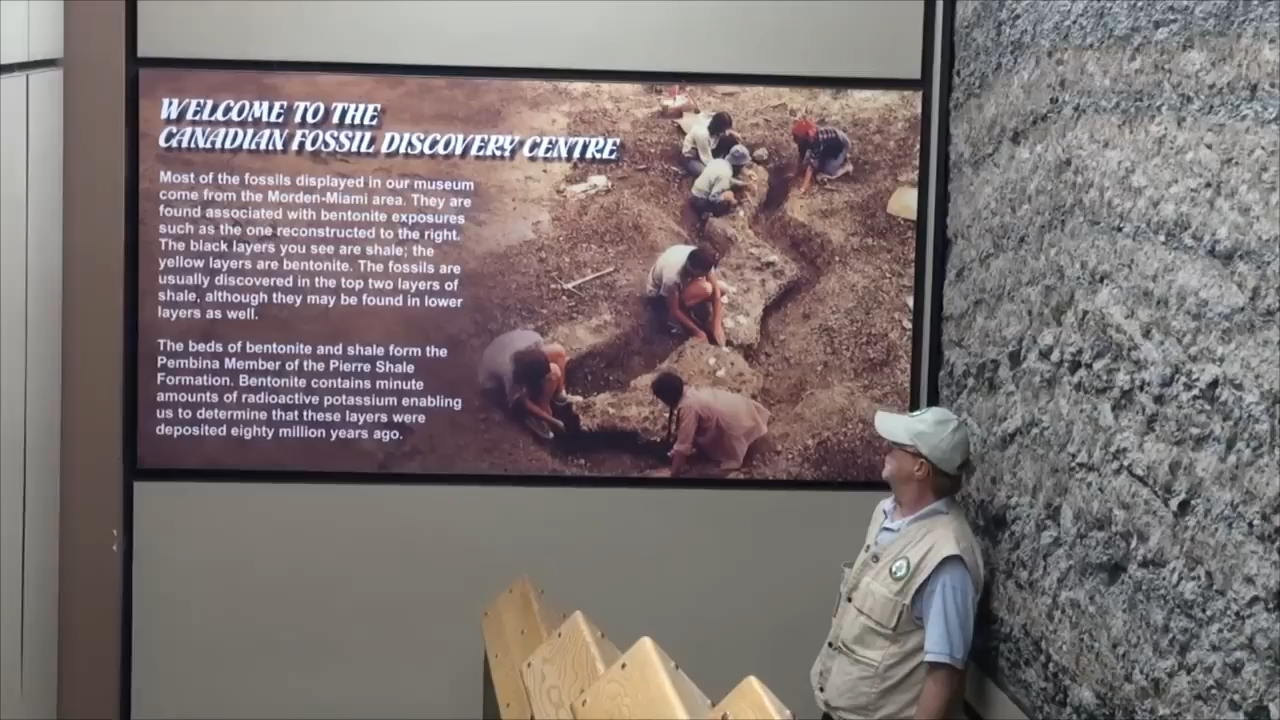 WELCOME TO THE
CANADIAN FOSSIL DISCOVERY CENTRE
Most of the fossils displayed in our museum
come from the Morden-Miami area. They are
found associated with bentonite exposures
such as the one reconstructed to the right.
The black layers you see are shale; the
yellow layers are bentonite. The fossils are
usually discovered in the top two layers of
shale, although they may be found in lower
layers as well.
The beds of bentonite and shale form the
Pembina Member of the Pierre Shale
Formation. Bentonite contains minute
amounts of radioactive potassium enabling
us to determine that these layers were
deposited eighty million years ago.